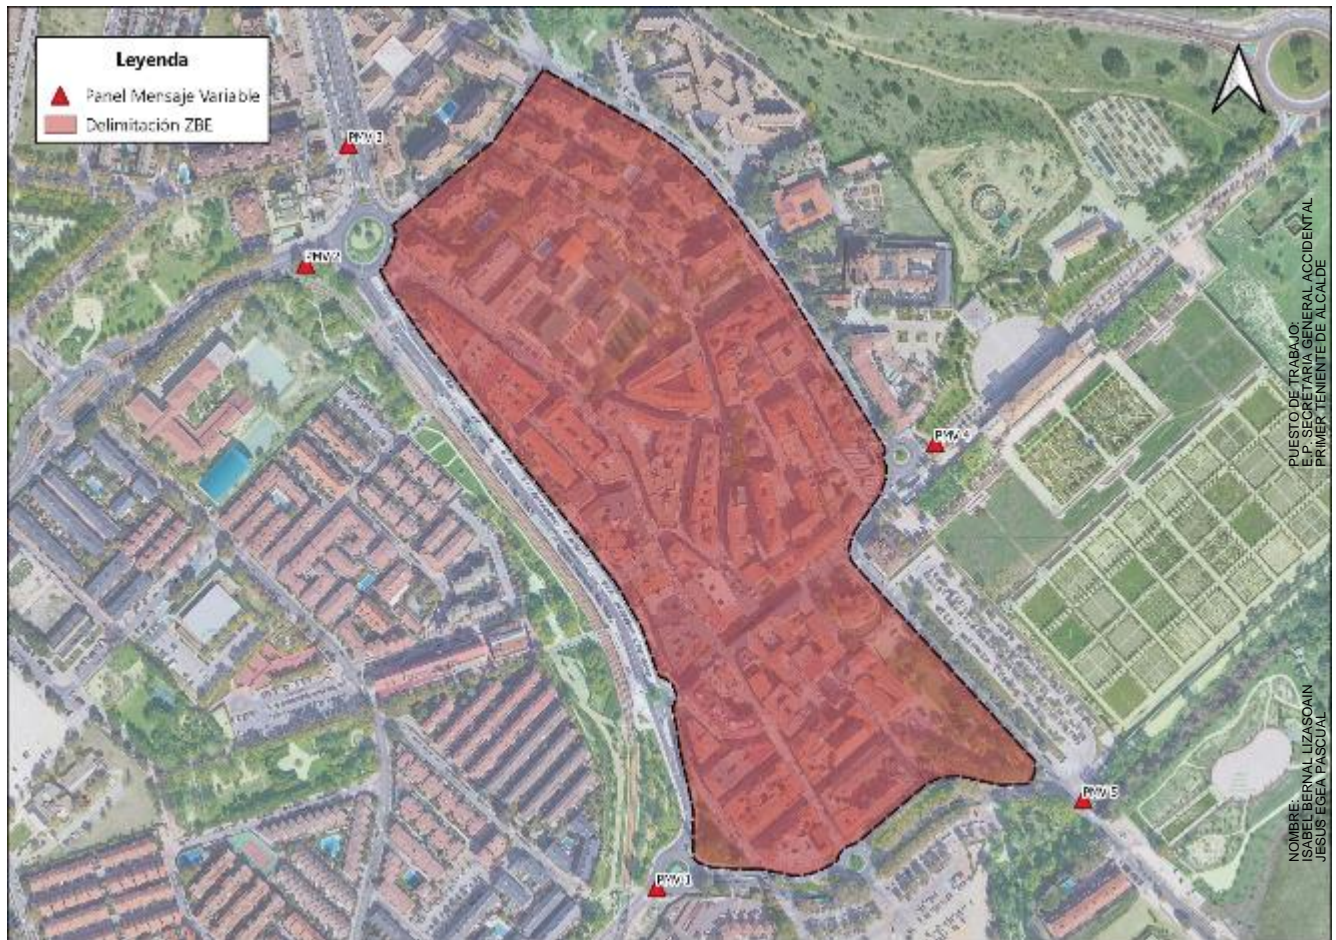 Leyenda
Panel Mensaje Variable
Delimitación ZBE
PMV 3
PMV 2
PMV 4
PMV 5
PMV 1
PUESTO DE TRABAJO:
E.P. SECRETARIA GENERAL ACCIDENTAL
PRIMER TENIENTE DE ALCALDE
NOMBRE:
ISABEL BERNAL LIZASOAIN
JESUS EGEA PASCUAL